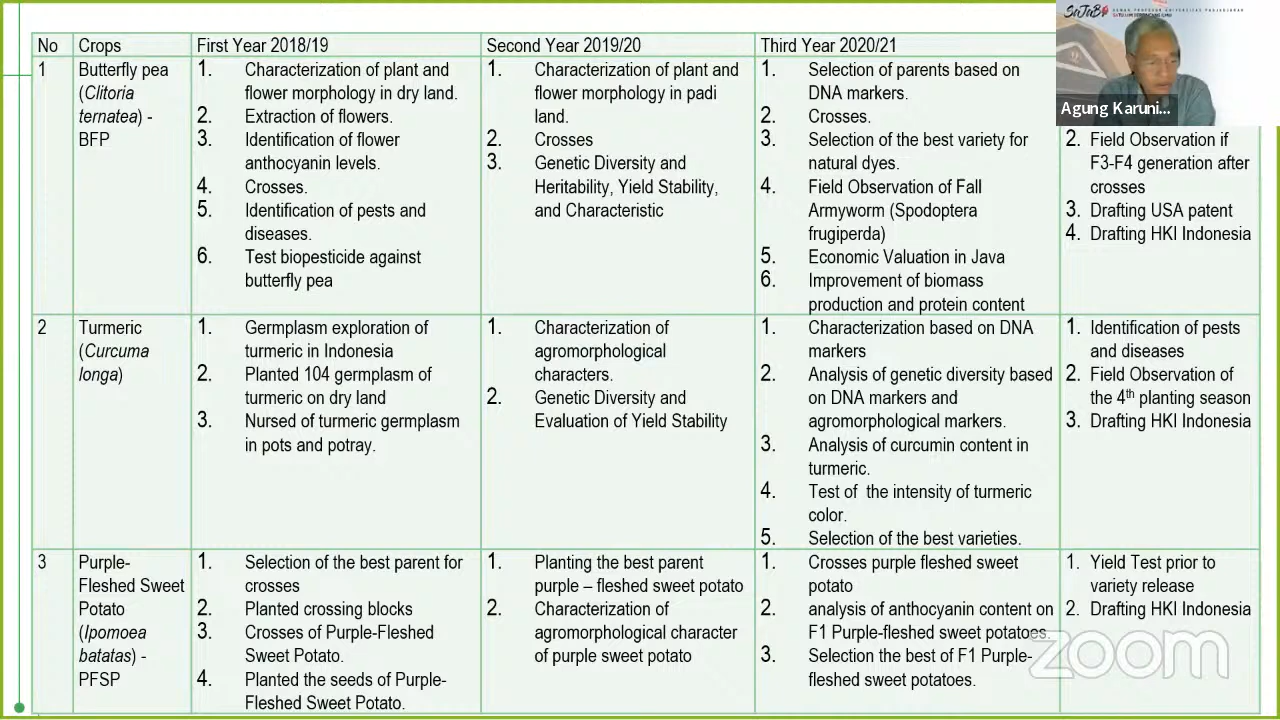 SaJaBI
No
Crops
First Year 2018/19
Second Year 2019/20
Third Year 2020/21
Agung Karuni...
1
Butterfly pea
(Clitoria
ternatea) -
BFP
1. Characterization of plant and
flower morphology in dry land.
2. Extraction of flowers.
3. Identification of flower
anthocyanin levels.
4. Crosses.
5. Identification of pests and
diseases.
6. Test biopesticide against
butterfly pea
1. Characterization of plant and
flower morphology in padi
land.
2. Crosses
3. Genetic Diversity and
Heritability, Yield Stability,
and Characteristic
1. Selection of parents based on
DNA markers.
2. Crosses.
3. Selection of the best variety for
natural dyes.
4. Field Observation of Fall
Armyworm (Spodoptera
frugiperda)
5. Economic Valuation in Java
6. Improvement of biomass
production and protein content
2. Field Observation if
F3-F4 generation after
crosses
3. Drafting USA patent
4. Drafting HKI Indonesia
2
Turmeric
(Curcuma
longa)
1. Germplasm exploration of
turmeric in Indonesia
2. Planted 104 germplasm of
turmeric on dry land
3. Nursed of turmeric germplasm
in pots and potray.
1. Characterization of
agromorphological
characters.
2. Genetic Diversity and
Evaluation of Yield Stability
1. Characterization based on DNA
markers
2. Analysis of genetic diversity based
on DNA markers and
agromorphological markers.
3. Analysis of curcumin content in
turmeric.
4. Test of the intensity of turmeric
color.
5. Selection of the best varieties.
1. Identification of pests
and diseases
2. Field Observation of
the 4th planting season
3. Drafting HKI Indonesia
3
Purple-
Fleshed Sweet
Potato
(Ipomoea
batatas) -
PFSP
1. Selection of the best parent for
crosses
2. Planted crossing blocks
3. Crosses of Purple-Fleshed
Sweet Potato.
4. Planted the seeds of Purple-
Fleshed Sweet Potato.
1. Planting the best parent
purple – fleshed sweet potato
2. Characterization of
agromorphological character
of purple sweet potato
1. Crosses purple fleshed sweet
potato
2. analysis of anthocyanin content on
F1 Purple-fleshed sweet potatoes.
3. Selection the best of F1 Purple-
fleshed sweet potatoes.
1. Yield Test prior to
variety release
2. Drafting HKI Indonesia
zoom